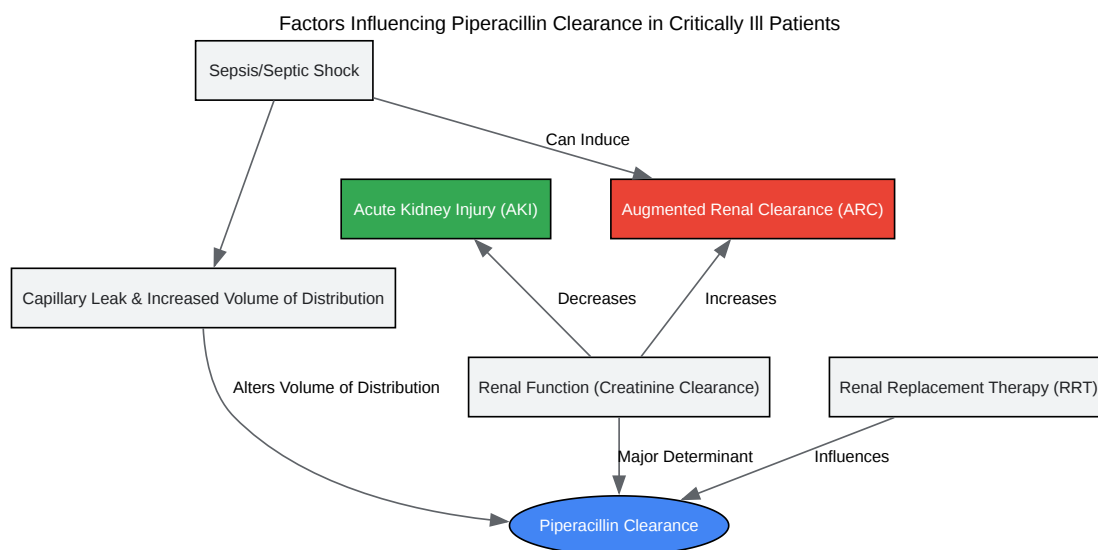 Factors Influencing Piperacillin Clearance in Critically Ill Patients
Sepsis/Septic Shock
Can Induce
Acute Kidney Injury (AKI)
Augmented Renal Clearance (ARC)
Capillary Leak & Increased Volume of Distribution
Decreases
Increases
Alters Volume of Distribution
Renal Function (Creatinine Clearance)
Renal Replacement Therapy (RRT)
Major Determinant
Influences
Piperacillin Clearance